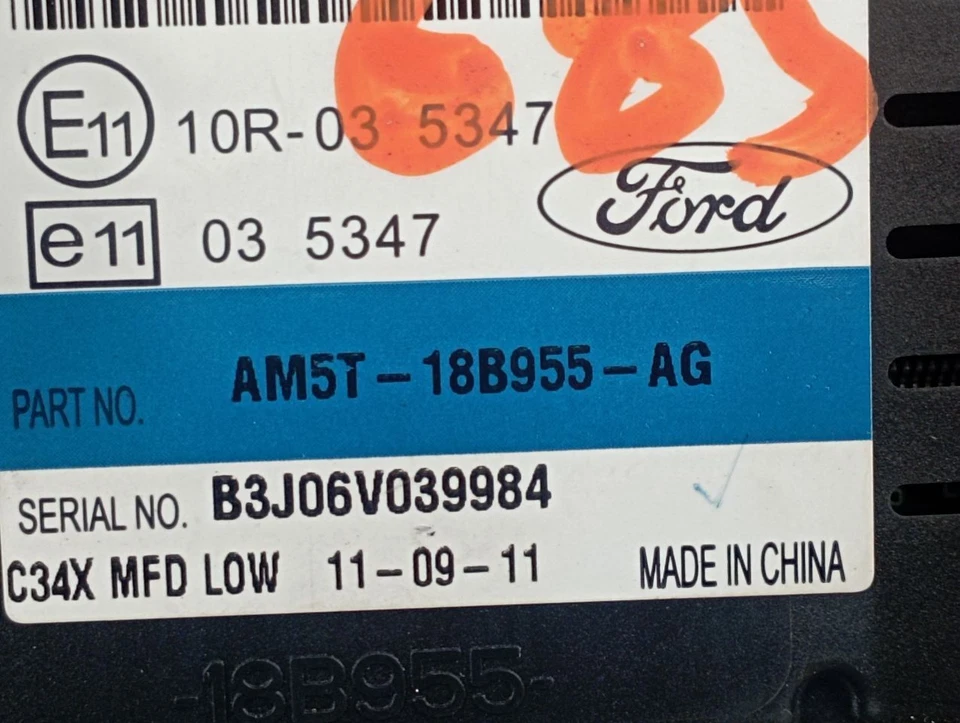 E11 10R-03 5347
e11 03 5347
Ford
PART NO. AM5T-18B955-AG
SERIAL NO. B3J06V039984
C34X MFD LOW 11-09-11 MADE IN CHINA
-18B955-